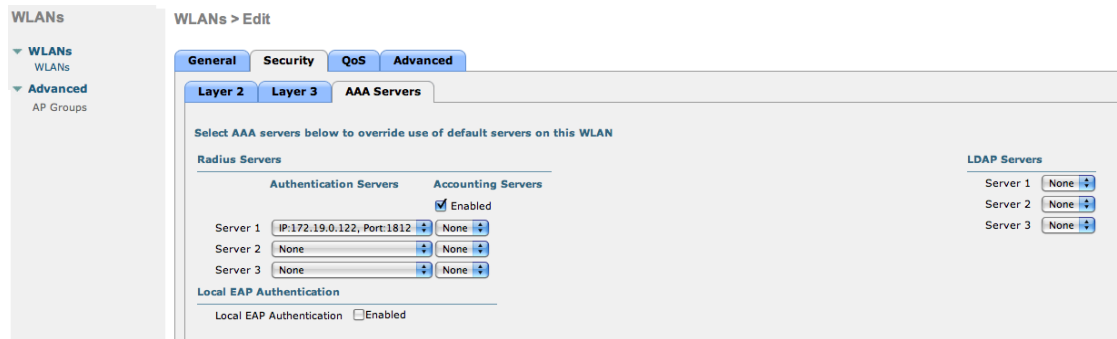 WLANs
WLANs > Edit
WLANs
WLANs
Advanced
AP Groups
General Security QoS Advanced
Layer 2 Layer 3 AAA Servers
Select AAA servers below to override use of default servers on this WLAN
Radius Servers
LDAP Servers
Authentication Servers Accounting Servers
Enabled
Server 1 IP:172.19.0.122, Port:1812 None
Server 2 None None
Server 3 None None
Server 1 None
Server 2 None
Server 3 None
Local EAP Authentication
Local EAP Authentication Enabled